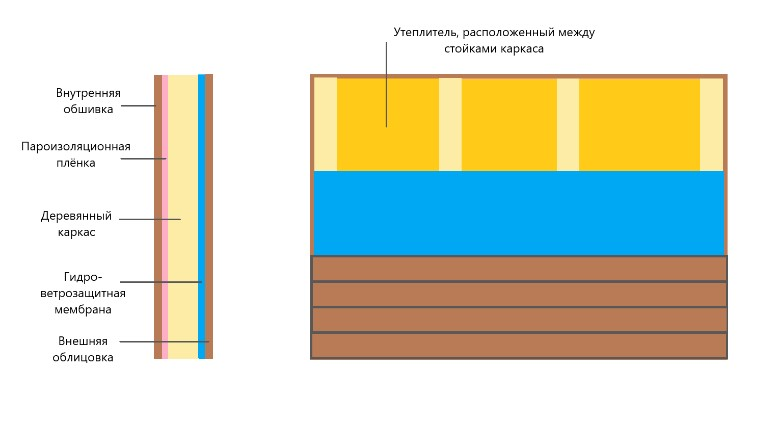 Утеплитель, расположенный между
стойками каркаса
Внутренняя
обшивка
Пароизоляционная
плёнка
Деревянный
каркас
Гидро-
ветрозащитная
мембрана
Внешняя
облицовка